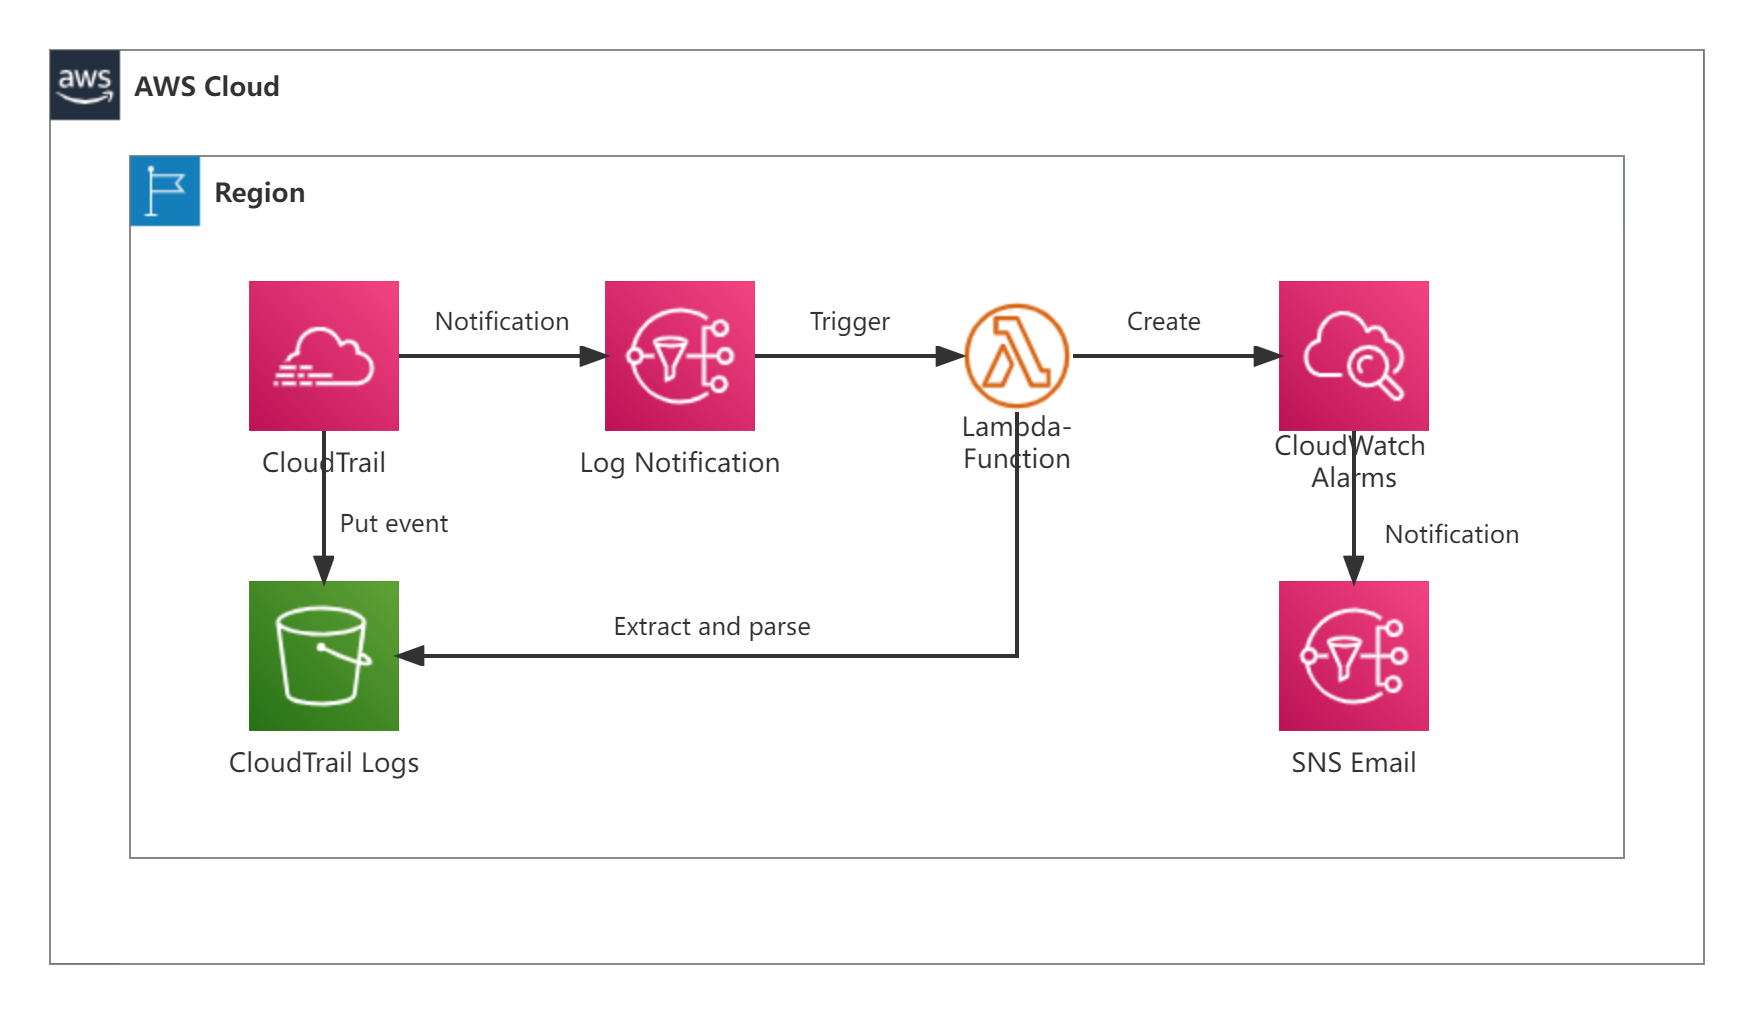 aws
AWS Cloud
Region
Notification
Trigger
Create
CloudTrail
Log Notification
Lambda-
Function
CloudWatch
Alarms
Put event
Notification
Extract and parse
CloudTrail Logs
SNS Email